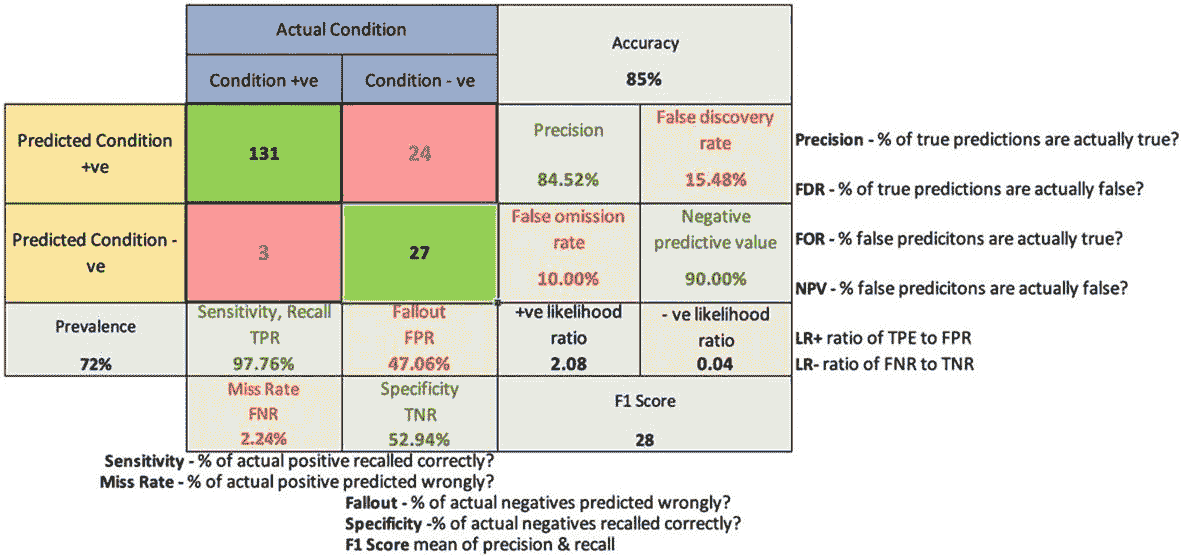 Actual Condition
Accuracy
85%
Condition +ve
Condition - ve
Predicted Condition
+ve
131
24
Precision
84.52%
False discovery
rate
15.48%
Precision - % of true predictions are actually true?
FDR - % of true predictions are actually false?
Predicted Condition -
ve
3
27
False omission
rate
10.00%
Negative
predictive value
90.00%
FOR - % false predicitons are actually true?
NPV - % false predicitons are actually false?
Prevalence
72%
Sensitivity, Recall
TPR
97.76%
Fallout
FPR
47.06%
+ve likelihood
ratio
2.08
- ve likelihood
ratio
0.04
LR+ ratio of TPE to FPR
LR- ratio of FNR to TNR
Miss Rate
FNR
2.24%
Specificity
TNR
52.94%
F1 Score
28
Sensitivity - % of actual positive recalled correctly?
Miss Rate - % of actual positive predicted wrongly?
Fallout - % of actual negatives predicted wrongly?
Specificity -% of actual negatives recalled correctly?
F1 Score mean of precision & recall